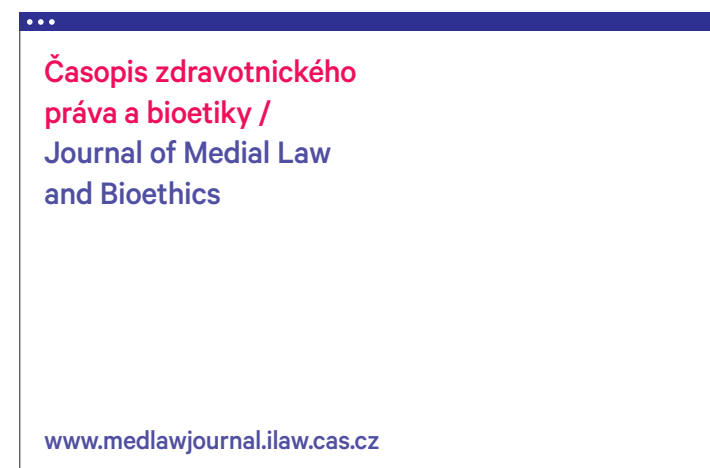 Časopis zdravotnického
práva a bioetiky /
Journal of Medial Law
and Bioethics
www.medlawjournal.ilaw.cas.cz